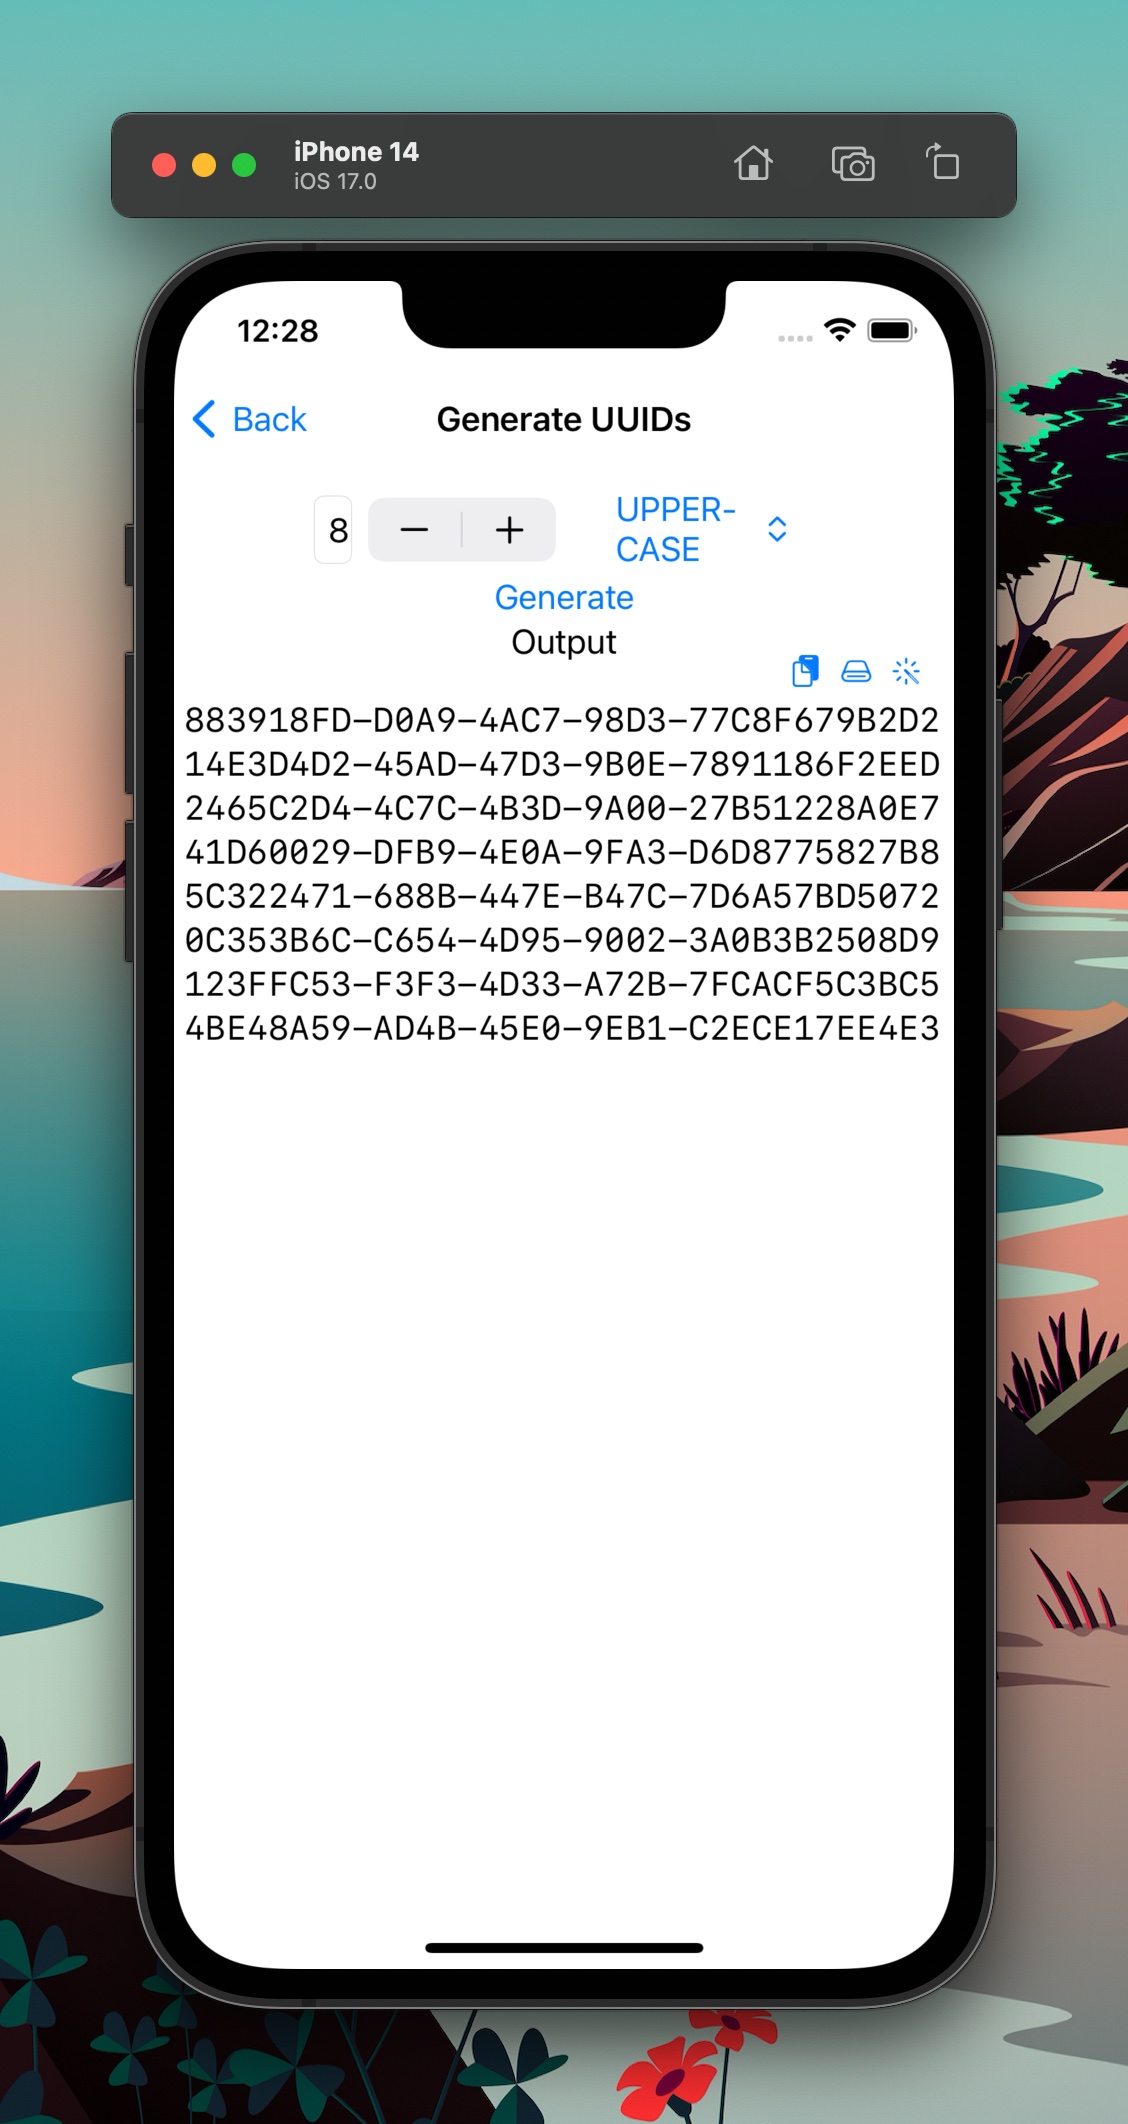 iPhone 14
iOS 17.0
12:28
Back
Generate UUIDs
8
UPPER-
CASE
Generate
Output
883918FD-D0A9-4AC7-98D3-77C8F679B2D2
14E3D4D2-45AD-47D3-9B0E-7891186F2EED
2465C2D4-4C7C-4B3D-9A00-27B51228A0E7
41D60029-DFB9-4E0A-9FA3-D6D8775827B8
5C322471-688B-447E-B47C-7D6A57BD5072
0C353B6C-C654-4D95-9002-3A0B3B2508D9
123FFC53-F3F3-4D33-A72B-7FCACF5C3BC5
4BE48A59-AD4B-45E0-9EB1-C2ECE17EE4E3